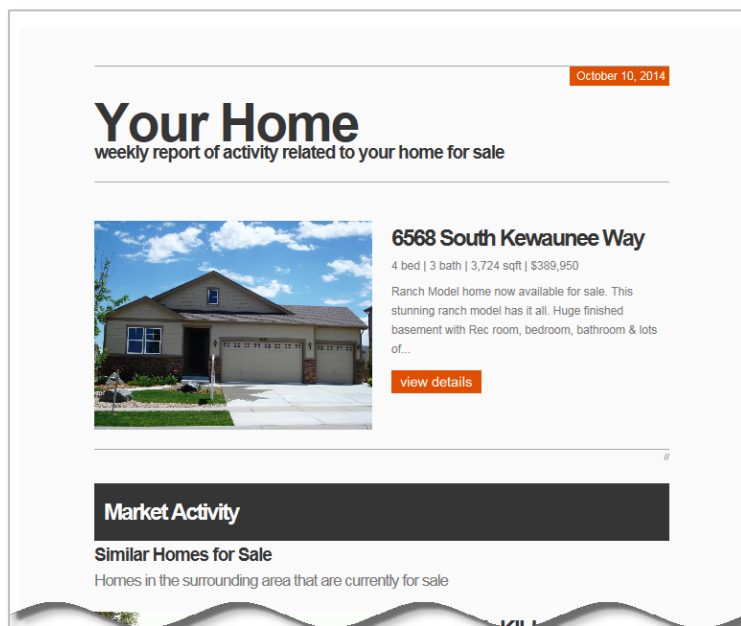 October 10, 2014
Your Home
weekly report of activity related to your home for sale
6568 South Kewaunee Way
4 bed | 3 bath | 3,724 sqft | $389,950
Ranch Model home now available for sale. This
stunning ranch model has it all. Huge finished
basement with Rec room, bedroom, bathroom & lots
of...
view details
//
Market Activity
Similar Homes for Sale
Homes in the surrounding area that are currently for sale